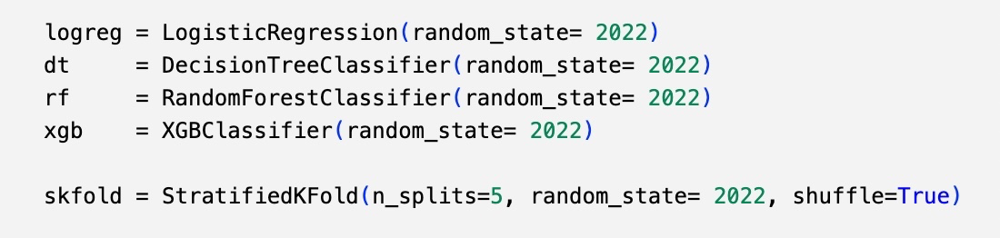 logreg = LogisticRegression(random_state= 2022)
dt     = DecisionTreeClassifier(random_state= 2022)
rf     = RandomForestClassifier(random_state= 2022)
xgb    = XGBClassifier(random_state= 2022)
skfold = StratifiedKFold(n_splits=5, random_state= 2022, shuffle=True)